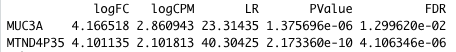 logFC logCPM LR PValue FDR
MUC3A 4.166518 2.860943 23.31435 1.375696e-06 1.299620e-02
MTND4P35 4.101135 2.101813 40.30425 2.173360e-10 4.106346e-06